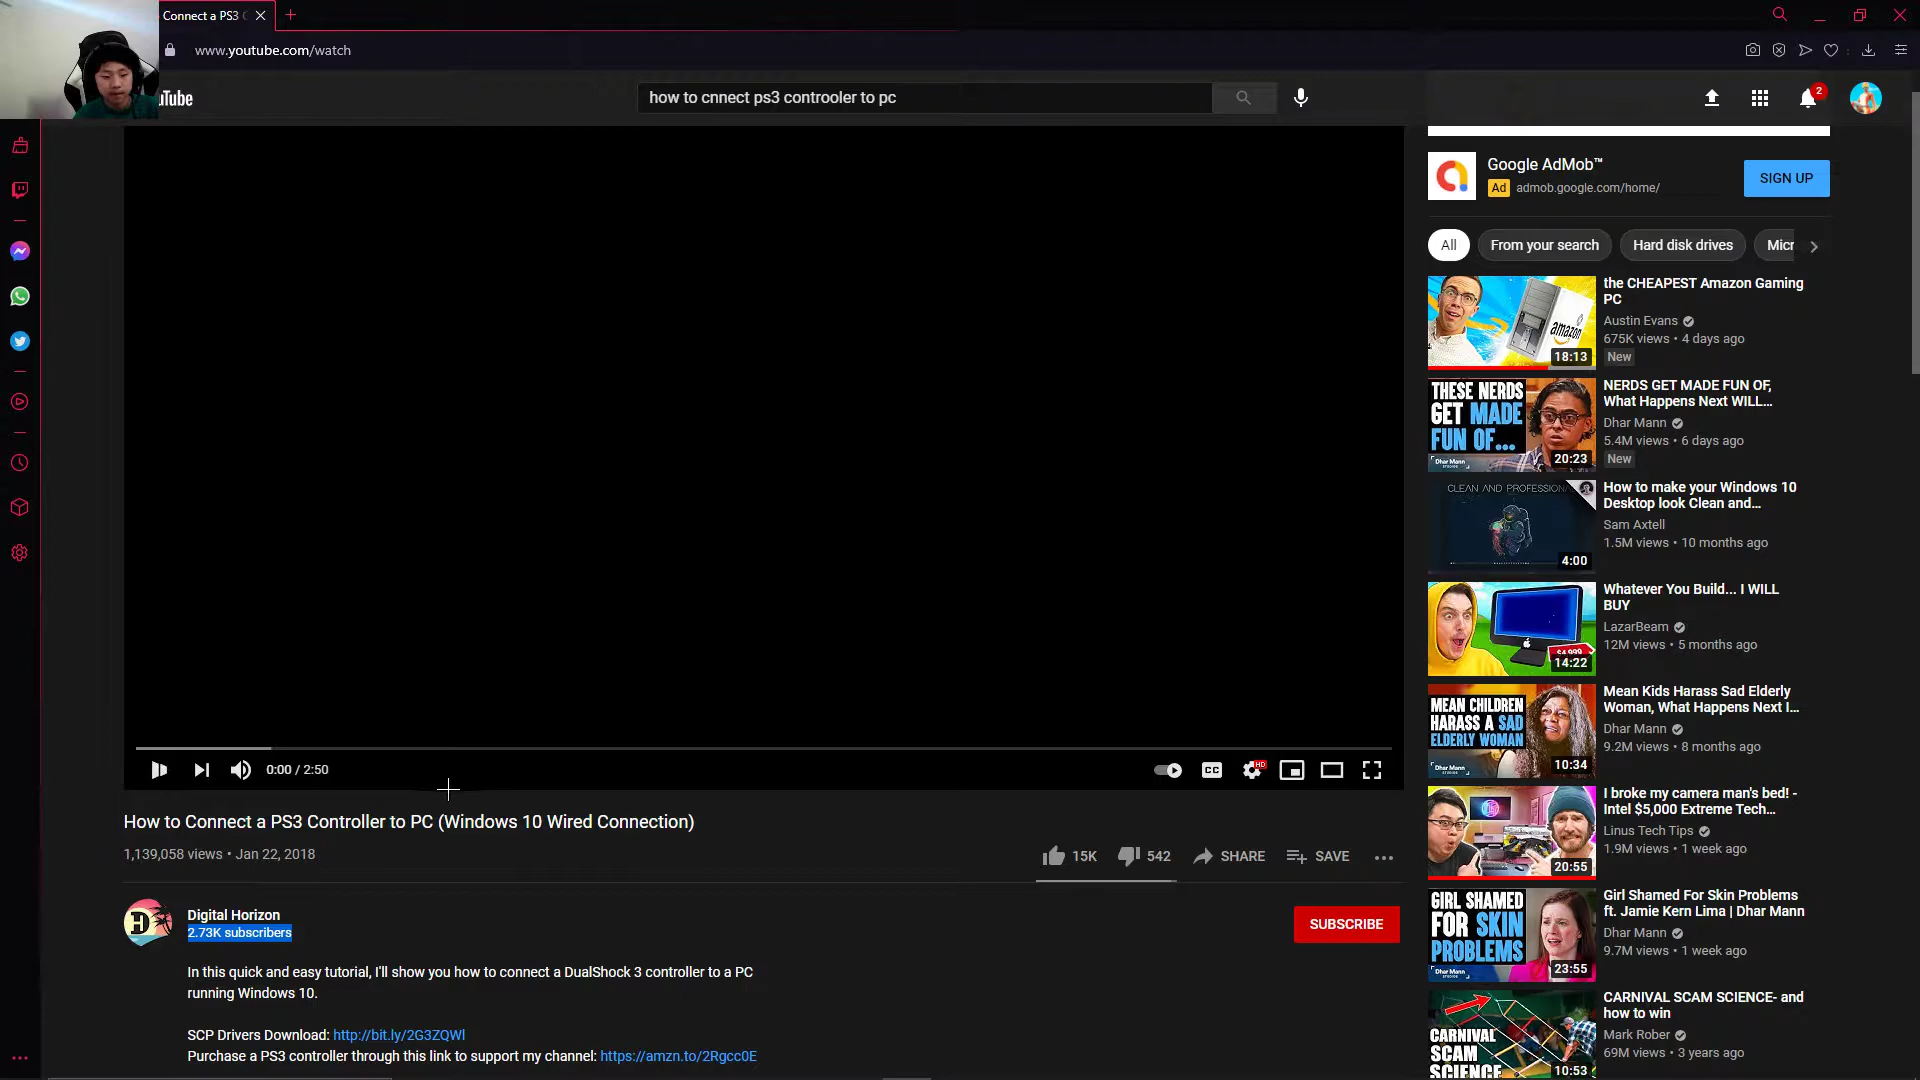 Connect a PS3 C
www.youtube.com/watch
uTube
how to cnnect ps3 controoler to pc
2
Google AdMob™
Ad admob.google.com/home/
SIGN UP
All
From your search
Hard disk drives
Micr
the CHEAPEST Amazon Gaming
PC
Austin Evans
675K views • 4 days ago
New
amazon
18:13
THESE NERDS
GET MADE
FUN OF...
Dhar Mann
20:23
NERDS GET MADE FUN OF,
What Happens Next WILL...
Dhar Mann
5.4M views • 6 days ago
New
CLEAN AND PROFESSIONA
4:00
How to make your Windows 10
Desktop look Clean and...
Sam Axtell
1.5M views • 10 months ago
$4,999
14:22
Whatever You Build... I WILL
BUY
LazarBeam
12M views • 5 months ago
MEAN CHILDREN
HARASS A SAD
ELDERLY WOMAN
Dhar Mann
10:34
Mean Kids Harass Sad Elderly
Woman, What Happens Next I...
Dhar Mann
9.2M views • 8 months ago
20:55
I broke my camera man's bed! -
Intel $5,000 Extreme Tech...
Linus Tech Tips
1.9M views • 1 week ago
GIRL SHAMED
FOR SKIN
PROBLEMS
Dhar Mann
23:55
Girl Shamed For Skin Problems
ft. Jamie Kern Lima | Dhar Mann
Dhar Mann
9.7M views • 1 week ago
CARNIVAL
SCAM
SCIENCE
10:53
CARNIVAL SCAM SCIENCE- and
how to win
Mark Rober
69M views • 3 years ago
0:00 / 2:50
CC
HD
How to Connect a PS3 Controller to PC (Windows 10 Wired Connection)
1,139,058 views • Jan 22, 2018
15K
542
SHARE
SAVE
Digital Horizon
2.73K subscribers
SUBSCRIBE
In this quick and easy tutorial, I'll show you how to connect a DualShock 3 controller to a PC
running Windows 10.
SCP Drivers Download: http://bit.ly/2G3ZQWl
Purchase a PS3 controller through this link to support my channel: https://amzn.to/2Rgcc0E